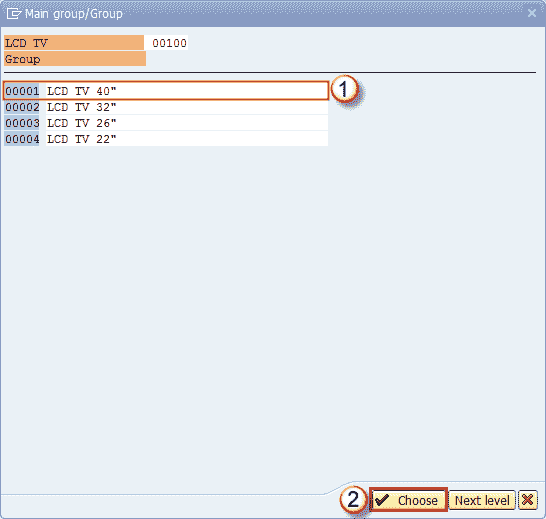 Main group/Group
LCD TV 00100
Group
00001 LCD TV 40"
1
00002 LCD TV 32"
00003 LCD TV 26"
00004 LCD TV 22"
2 Choose Next level